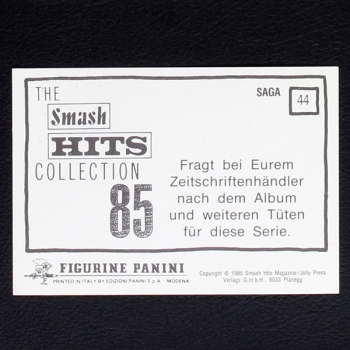 THE
Smash
HITS
COLLECTION
85
SAGA 44
Fragt bei Eurem
Zeitschriftenhändler
nach dem Album
und weiteren Tüten
für diese Serie.
FIGURINE PANINI
PRINTED IN ITALY BY EDIZIONI PANINI S.p.A. MODENA
Copyright © 1985 Smash Hits Magazine/Jolly Press
Verlags G.m.b.H., 8033 Planegg